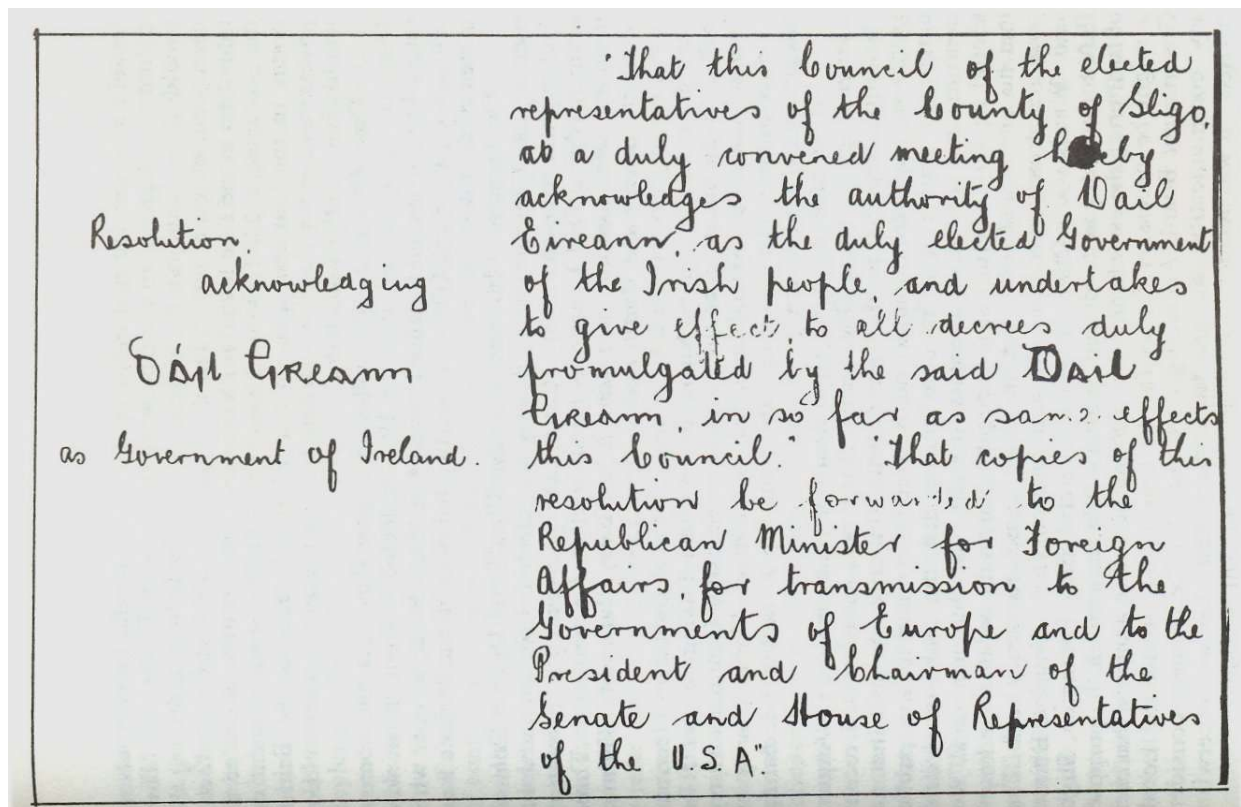 Resolution.
acknowledging
Dáil Eireann
as Government of Ireland.
"That this Council of the elected
representatives of the County of Sligo,
at a duly convened meeting hereby
acknowledges the authority of Dail
Eireann, as the duly elected Government
of the Irish people, and undertakes
to give effect, to all decrees duly
promulgated by the said Dail
Eireann, in so far as same effects
this Council." "That copies of this
resolution be forwarded to the
Republican Minister for Foreign
Affairs, for transmission to the
Governments of Europe and to the
President and Chairman of the
Senate and House of Representatives
of the U.S.A".